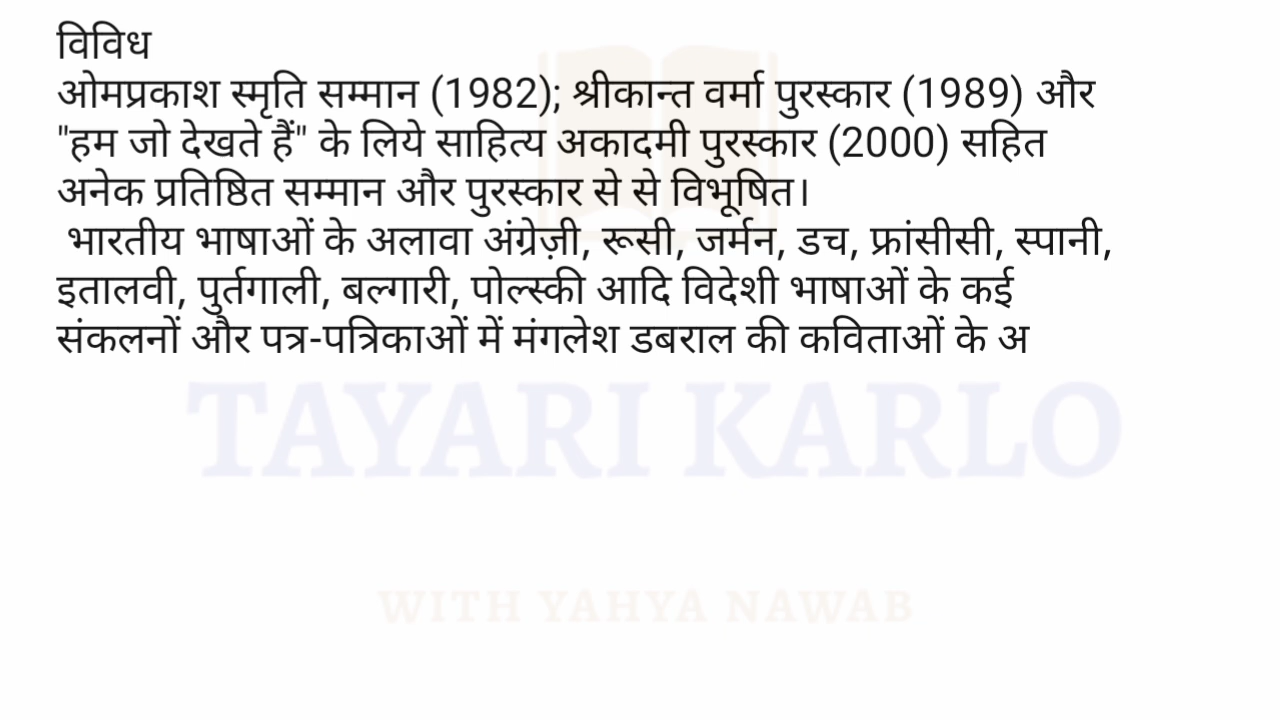 विविध
ओमप्रकाश स्मृति सम्मान (1982); श्रीकान्त वर्मा पुरस्कार (1989) और
"हम जो देखते हैं" के लिये साहित्य अकादमी पुरस्कार (2000) सहित
अनेक प्रतिष्ठित सम्मान और पुरस्कार से से विभूषित।
भारतीय भाषाओं के अलावा अंग्रेज़ी, रूसी, जर्मन, डच, फ्रांसीसी, स्पानी,
इतालवी, पुर्तगाली, बल्गारी, पोल्स्की आदि विदेशी भाषाओं के कई
संकलनों और पत्र-पत्रिकाओं में मंगलेश डबराल की कविताओं के अ
TAYARI KARLO
WITH YAHYA NAWAB